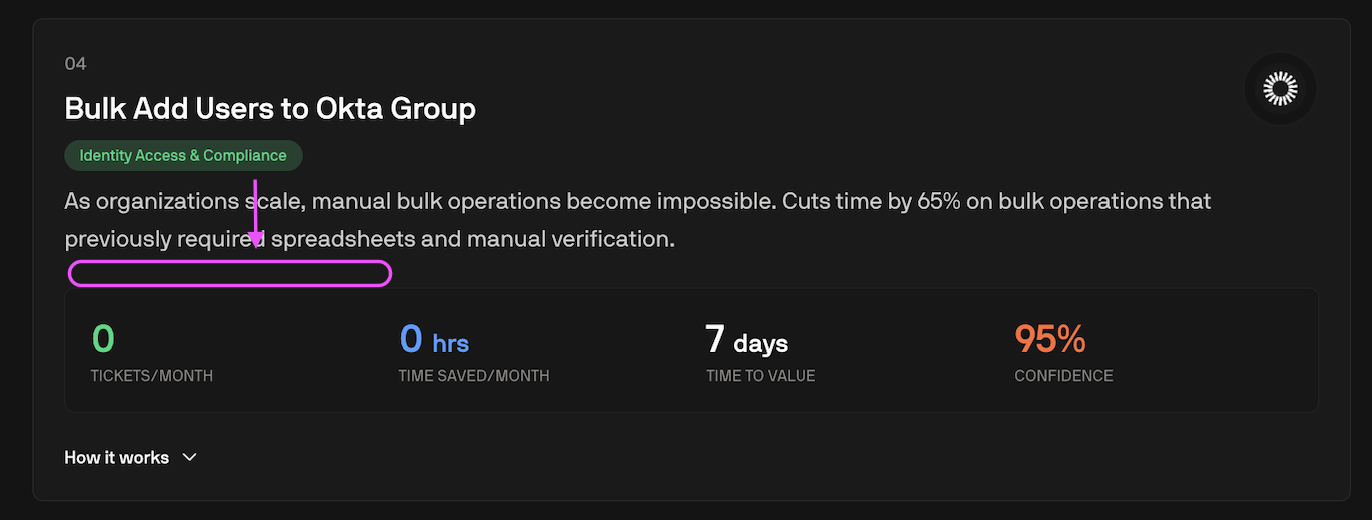 04
Bulk Add Users to Okta Group
Identity Access & Compliance
As organizations scale, manual bulk operations become impossible. Cuts time by 65% on bulk operations that
previously required spreadsheets and manual verification.
0 0 hrs 7 days 95%
TICKETS/MONTH TIME SAVED/MONTH TIME TO VALUE CONFIDENCE
How it works